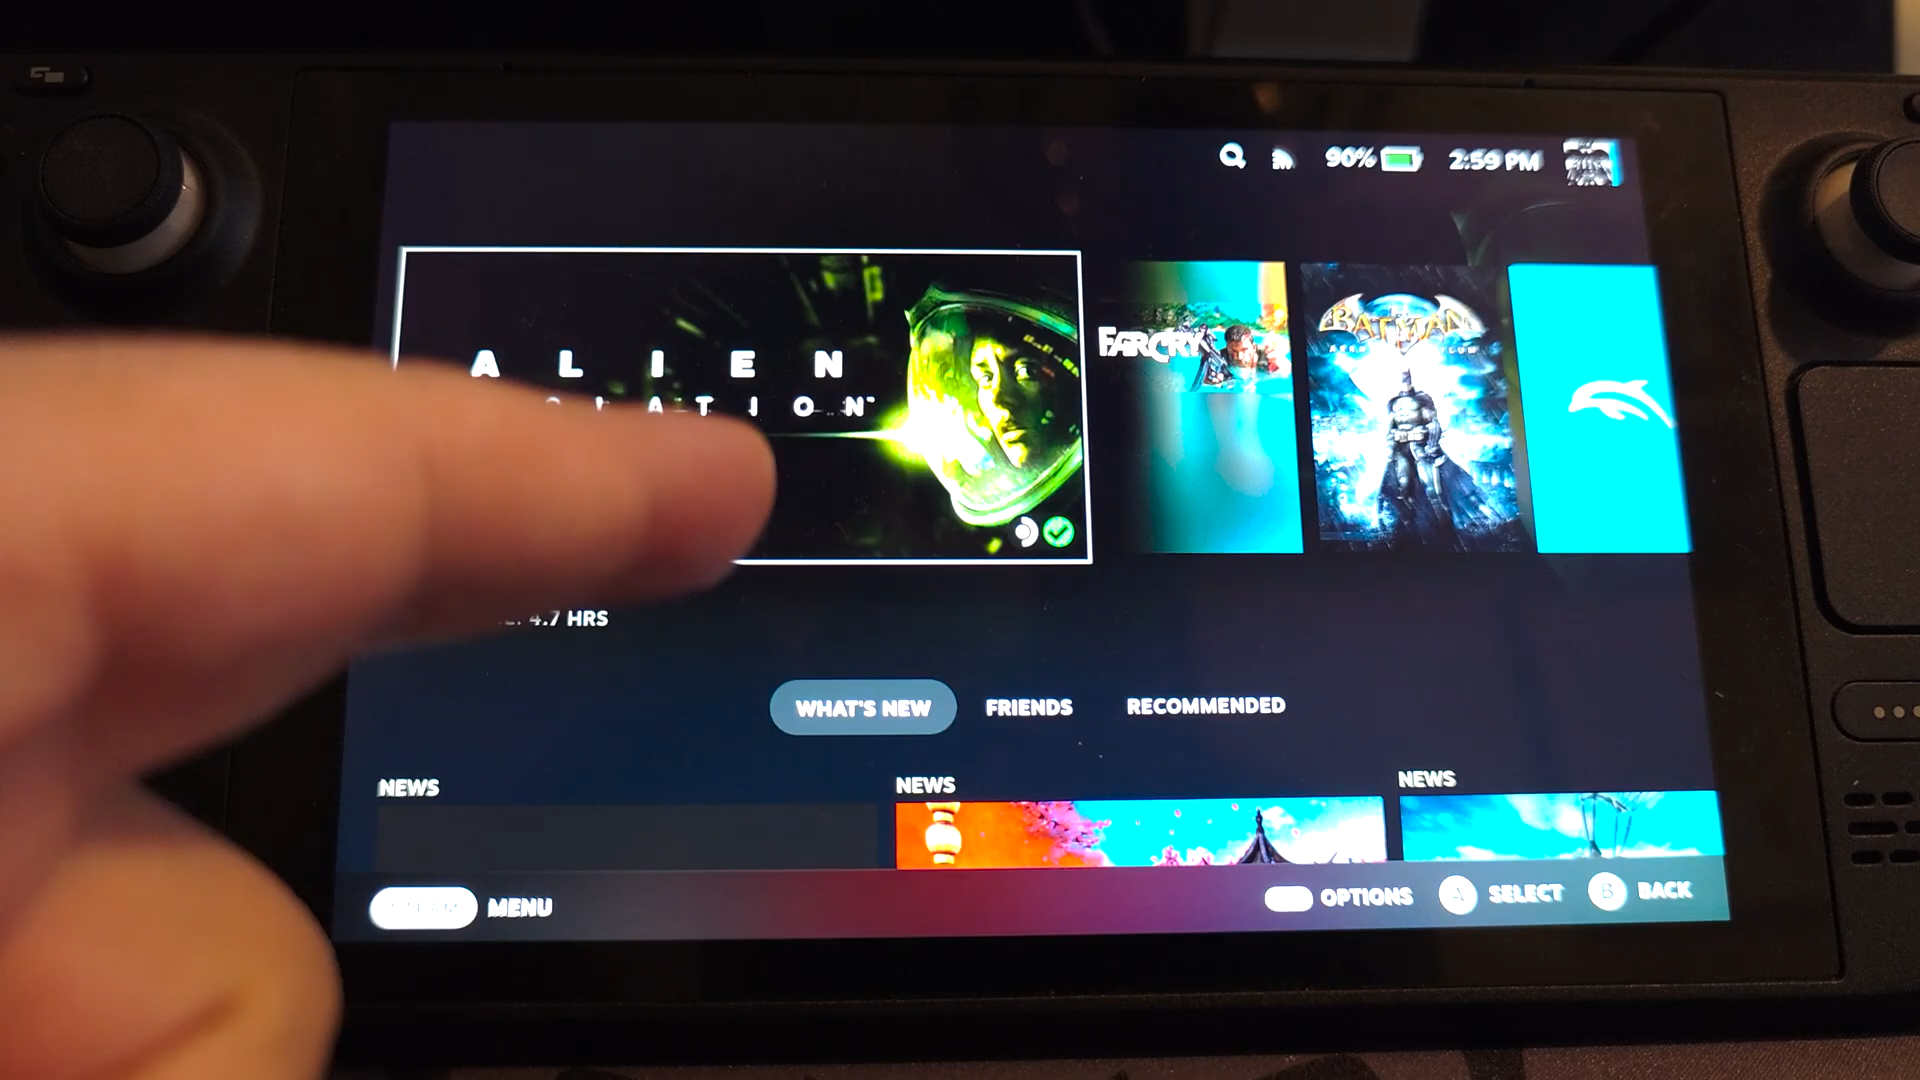 90% 2:59 PM
ALIEN
LATION™
FARCRY
BATMAN
4.7 HRS
WHAT'S NEW FRIENDS RECOMMENDED
NEWS NEWS NEWS
MENU OPTIONS A SELECT B BACK